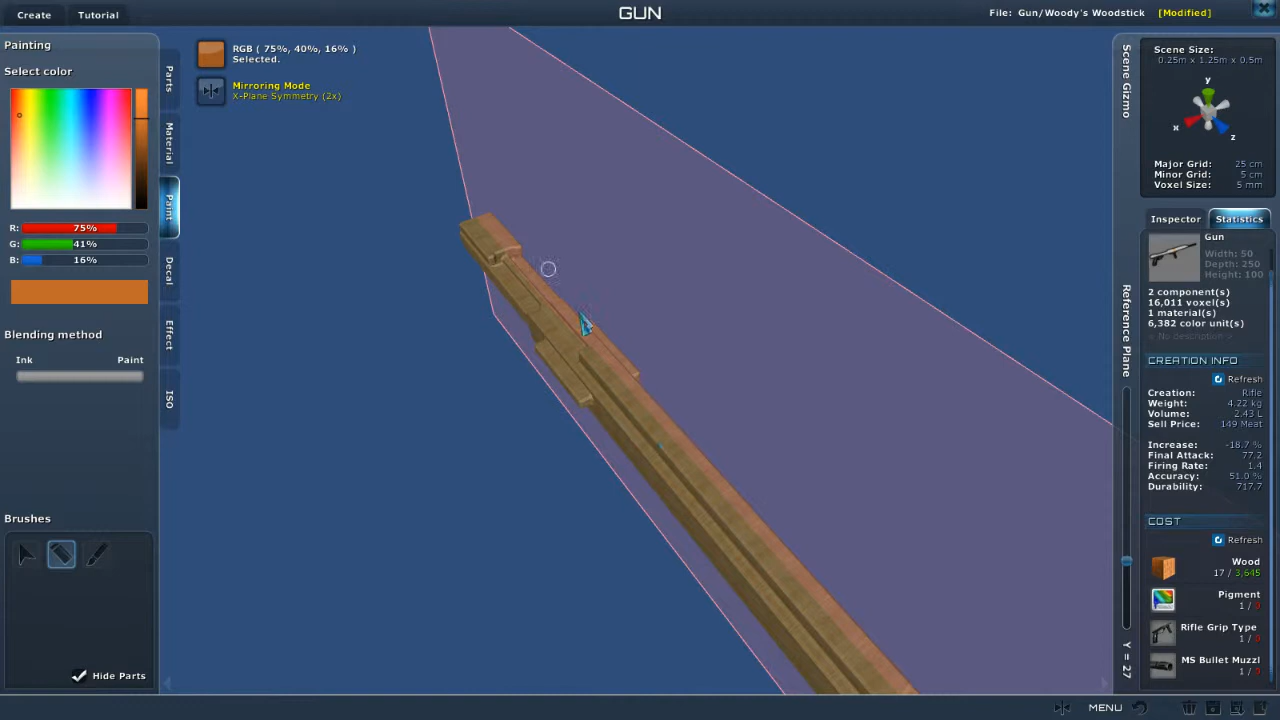 Create
Tutorial
GUN
File: Gun/Woody's Woodstick
[Modified]
Painting
Select color
R: 75%
G: 41%
B: 16%
Blending method
Ink
Paint
Brushes
Hide Parts
Parts
Material
Paint
Decal
Effect
ISO
RGB ( 75%, 40%, 16% )
Selected.
Mirroring Mode
X-Plane Symmetry (2x)
Scene Gizmo
Reference Plane
Y = 27
Scene Size:
0.25m x 1.25m x 0.5m
y
x
z
Major Grid: 25 cm
Minor Grid: 5 cm
Voxel Size: 5 mm
Inspector
Statistics
Gun
Width: 50
Depth: 250
Height: 100
2 component(s)
16,011 voxel(s)
1 material(s)
6,382 color unit(s)
< No description >
CREATION INFO
Refresh
Creation: Rifle
Weight: 4.22 kg
Volume: 2.43 L
Sell Price: 149 Meat
Increase: -18.7 %
Final Attack: 77.2
Firing Rate: 1.4
Accuracy: 51.0 %
Durability: 717.7
COST
Refresh
Wood
17 / 3,645
Pigment
1 / 0
Rifle Grip Type
1 / 0
MS Bullet Muzzl
1 / 0
MENU